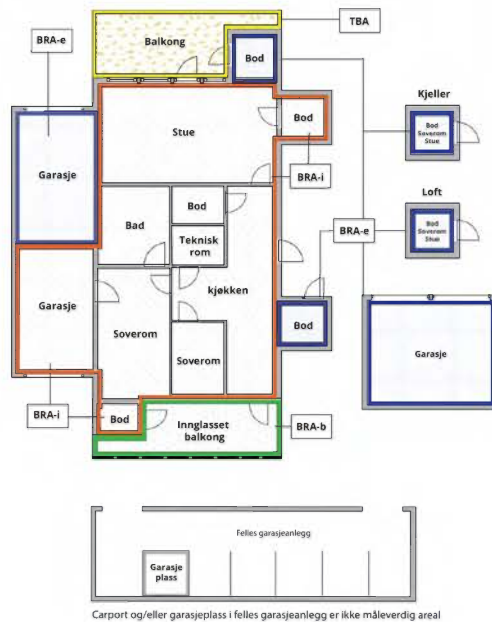 TBA
BRA-e
Balkong
Bod
Kjeller
Bod
Soverom
Stue
Stue
Bod
BRA-i
Garasje
Bad
Bod
Teknisk
rom
Loft
Bod
Soverom
Stue
BRA-e
kjøkken
Garasje
Soverom
Soverom
Bod
Garasje
BRA-i
Bod
Innglasset
balkong
BRA-b
Felles garasjeanlegg
Garasje
plass
Carport og/eller garasjeplass i felles garasjeanlegg er ikke måleverdig areal